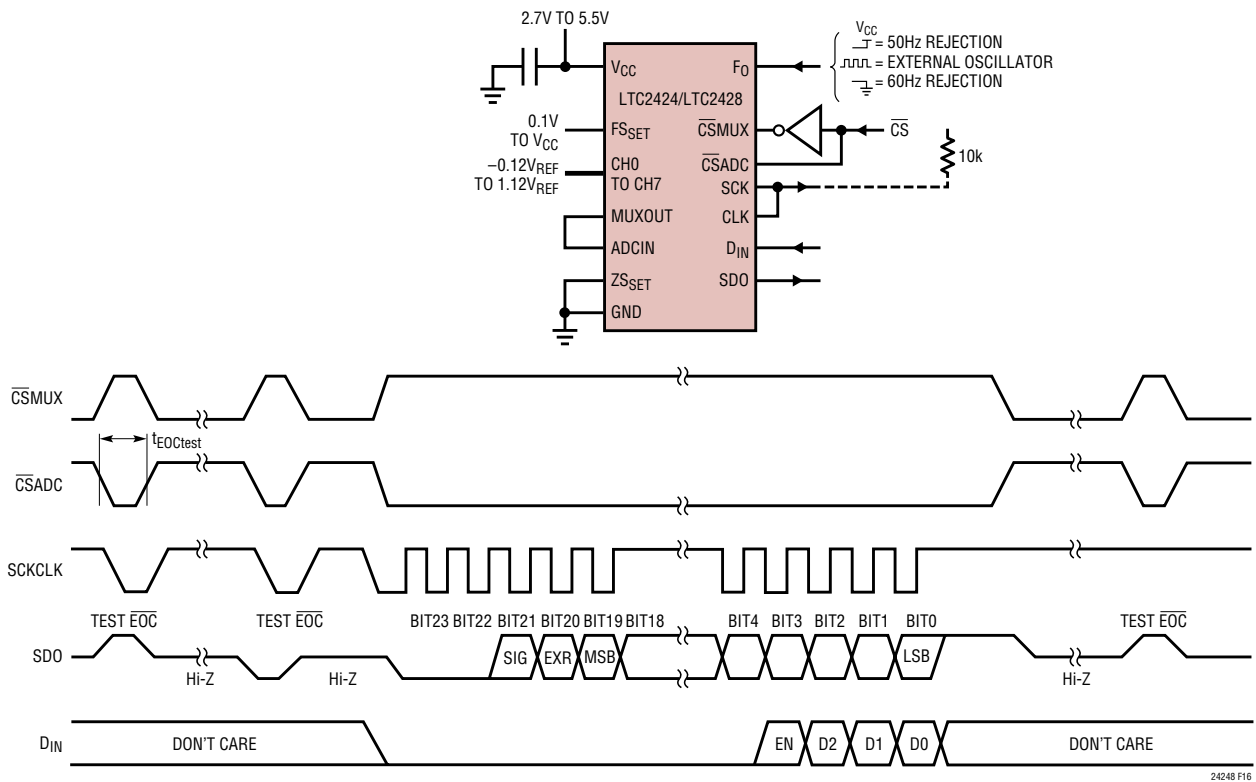 2.7V TO 5.5V
VCC
= 50Hz REJECTION
= EXTERNAL OSCILLATOR
= 60Hz REJECTION
VCC
FO
LTC2424/LTC2428
0.1V
TO VCC
FSSET
CSMUX
CS
–0.12VREF
TO 1.12VREF
CH0
TO CH7
CSADC
10k
SCK
MUXOUT
CLK
ADCIN
DIN
ZSSET
SDO
GND
CSMUX
tEOCtest
CSADC
SCKCLK
TEST EOC
TEST EOC
BIT23 BIT22 BIT21 BIT20 BIT19 BIT18
BIT4 BIT3 BIT2 BIT1 BIT0
TEST EOC
SDO
SIG EXR MSB
LSB
Hi-Z
Hi-Z
Hi-Z
DIN
DON'T CARE
EN D2 D1 D0
DON'T CARE
24248 F16